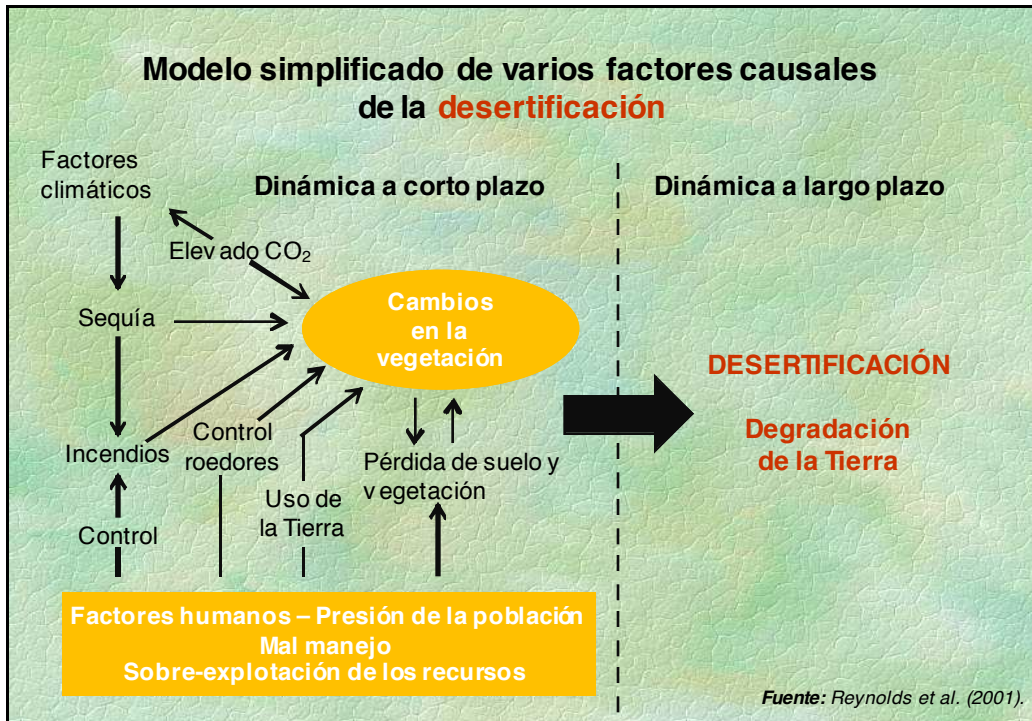 Modelo simplificado de varios factores causales
de la desertificación
Factores
climáticos
Dinámica a corto plazo
Dinámica a largo plazo
Elevado CO₂
Sequía
Cambios
en la
vegetación
DESERTIFICACIÓN
Degradación
de la Tierra
Incendios
Control
roedores
Pérdida de suelo y
vegetación
Uso de
la Tierra
Control
Factores humanos – Presión de la población
Mal manejo
Sobre-explotación de los recursos
Fuente: Reynolds et al. (2001).